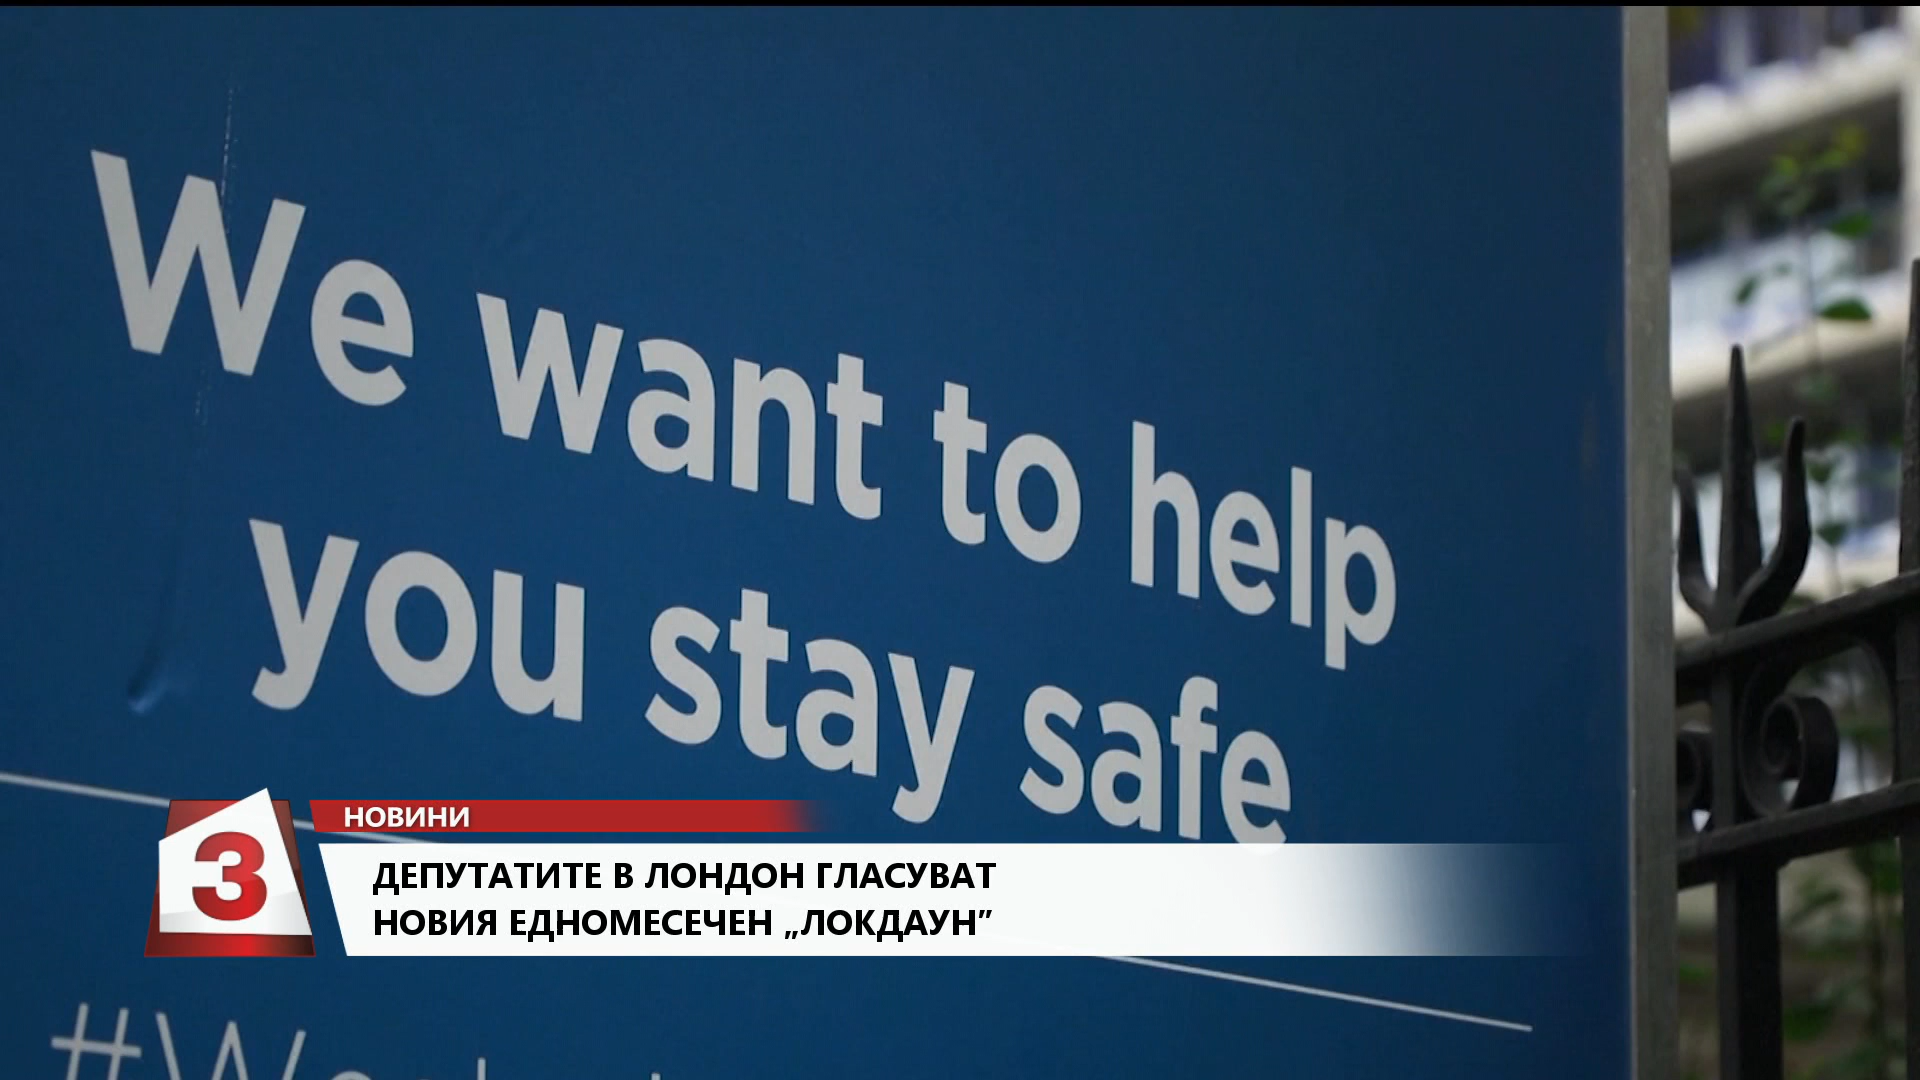 We want to help
you stay safe
3
НОВИНИ
ДЕПУТАТИТЕ В ЛОНДОН ГЛАСУВАТ
НОВИЯ ЕДНОМЕСЕЧЕН „ЛОКДАУН”